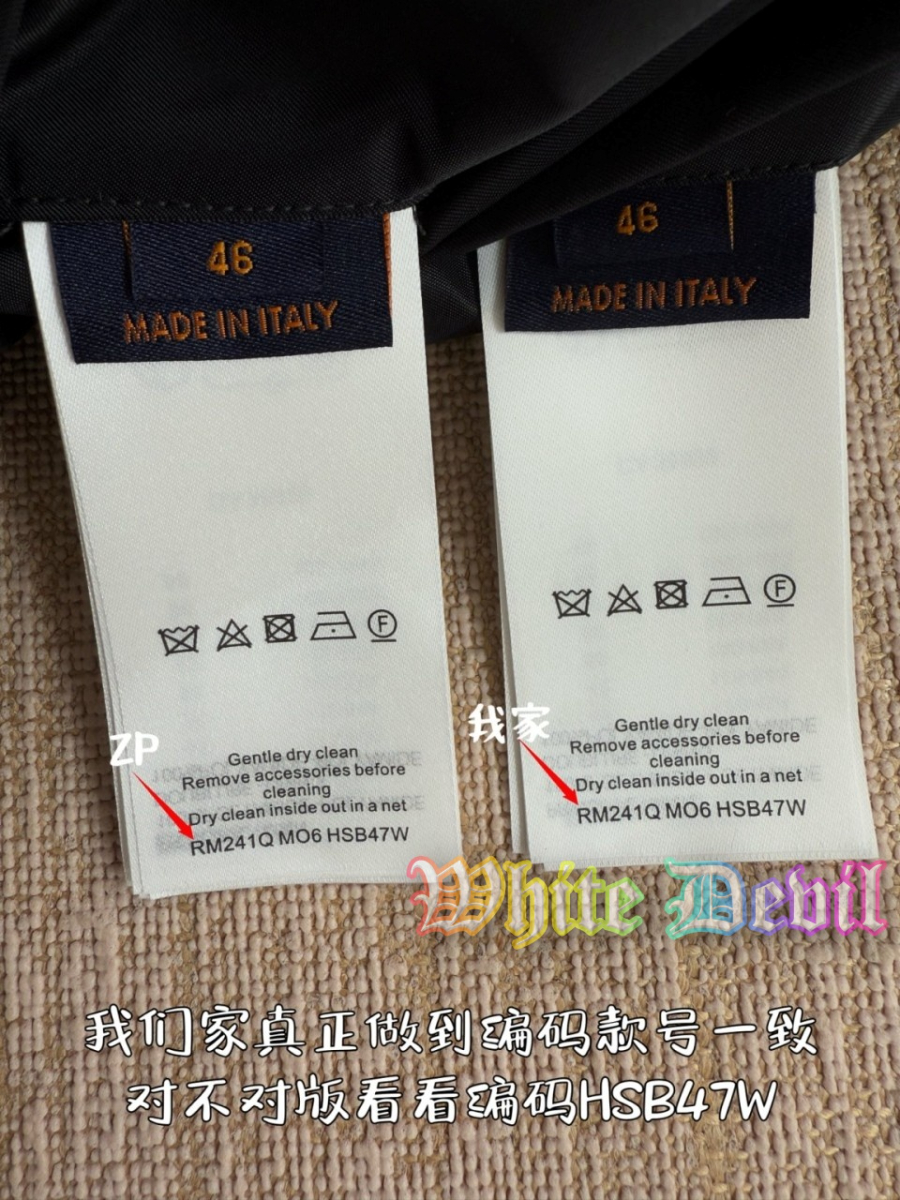 46
MADE IN ITALY
46
MADE IN ITALY
ZP
Gentle dry clean
Remove accessories before
cleaning
Dry clean inside out in a net
RM241Q MO6 HSB47W
我家
Gentle dry clean
Remove accessories before
cleaning
Dry clean inside out in a net
RM241Q MO6 HSB47W
White Devil
我们家真正做到编码款号一致
对不对版看看编码HSB47W